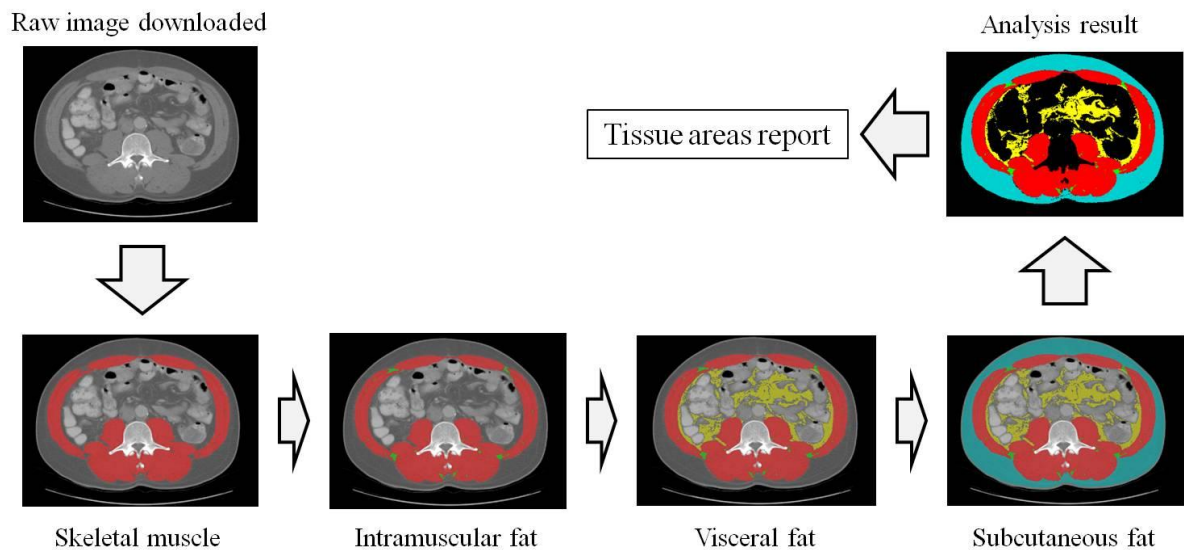 Raw image downloaded
Analysis result
Tissue areas report
Skeletal muscle
Intramuscular fat
Visceral fat
Subcutaneous fat